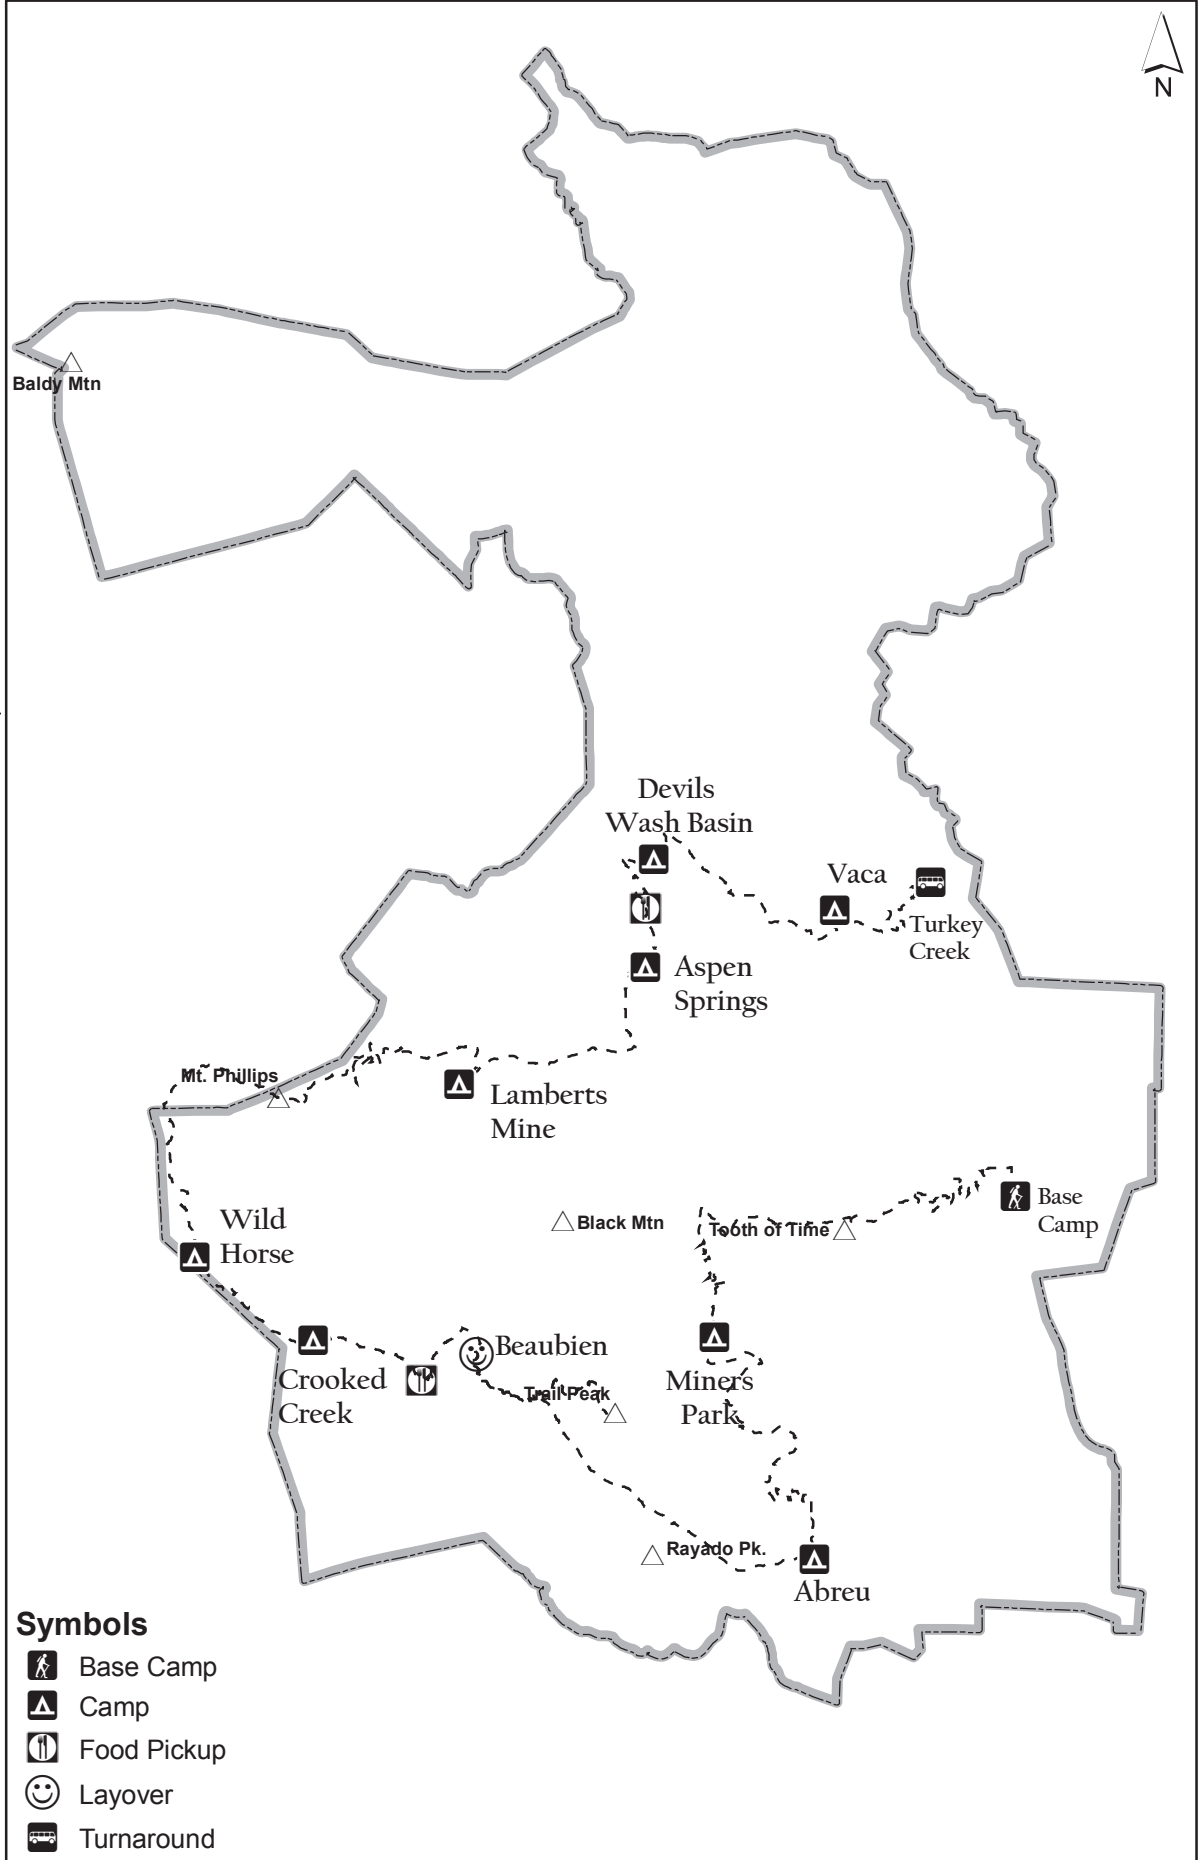 N
Baldy Mtn
Devils
Wash Basin
Vaca
Turkey
Creek
Aspen
Springs
Mt. Phillips
Lamberts
Mine
Base
Camp
Wild
Horse
Black Mtn
Tooth of Time
Beaubien
Crooked
Creek
Trail Peak
Miners
Park
Rayado Pk.
Abreu
Symbols
Base Camp
Camp
Food Pickup
Layover
Turnaround